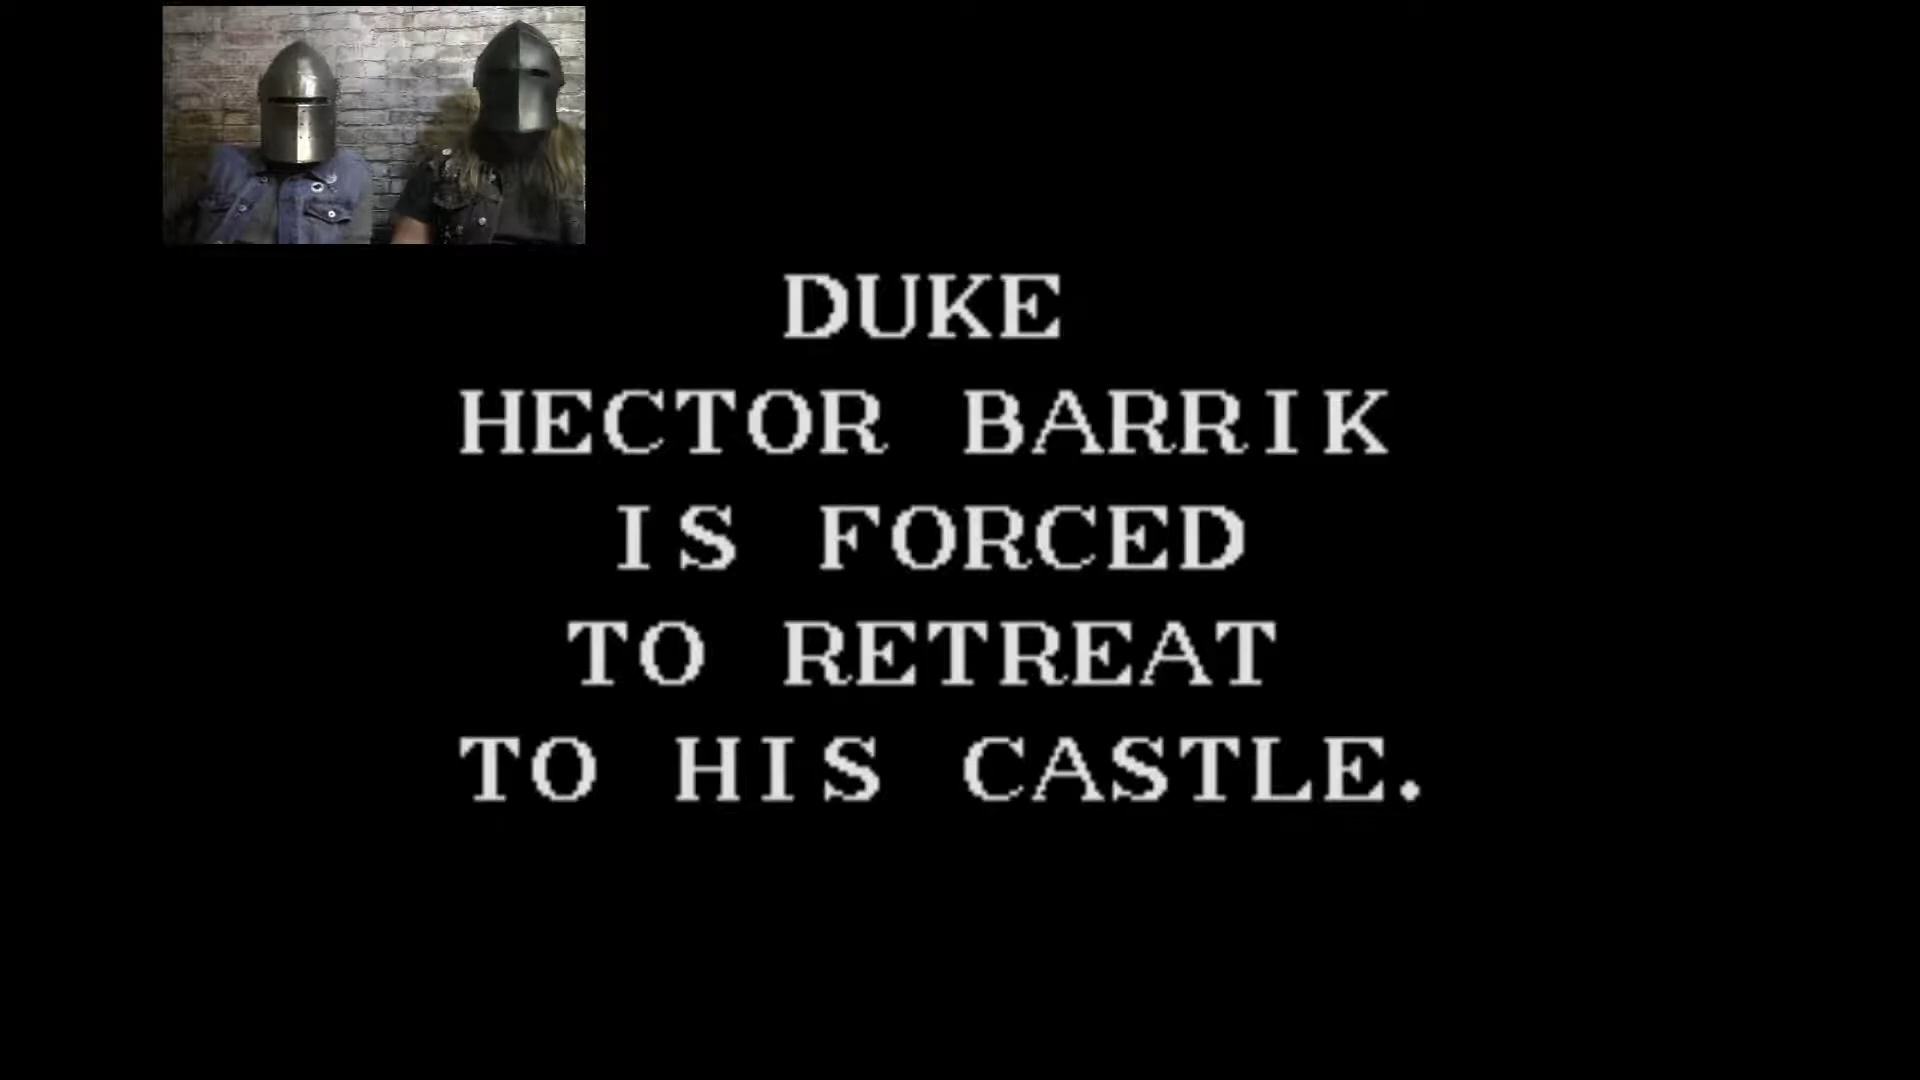 DUKE
HECTOR BARRIK
IS FORCED
TO RETREAT
TO HIS CASTLE.